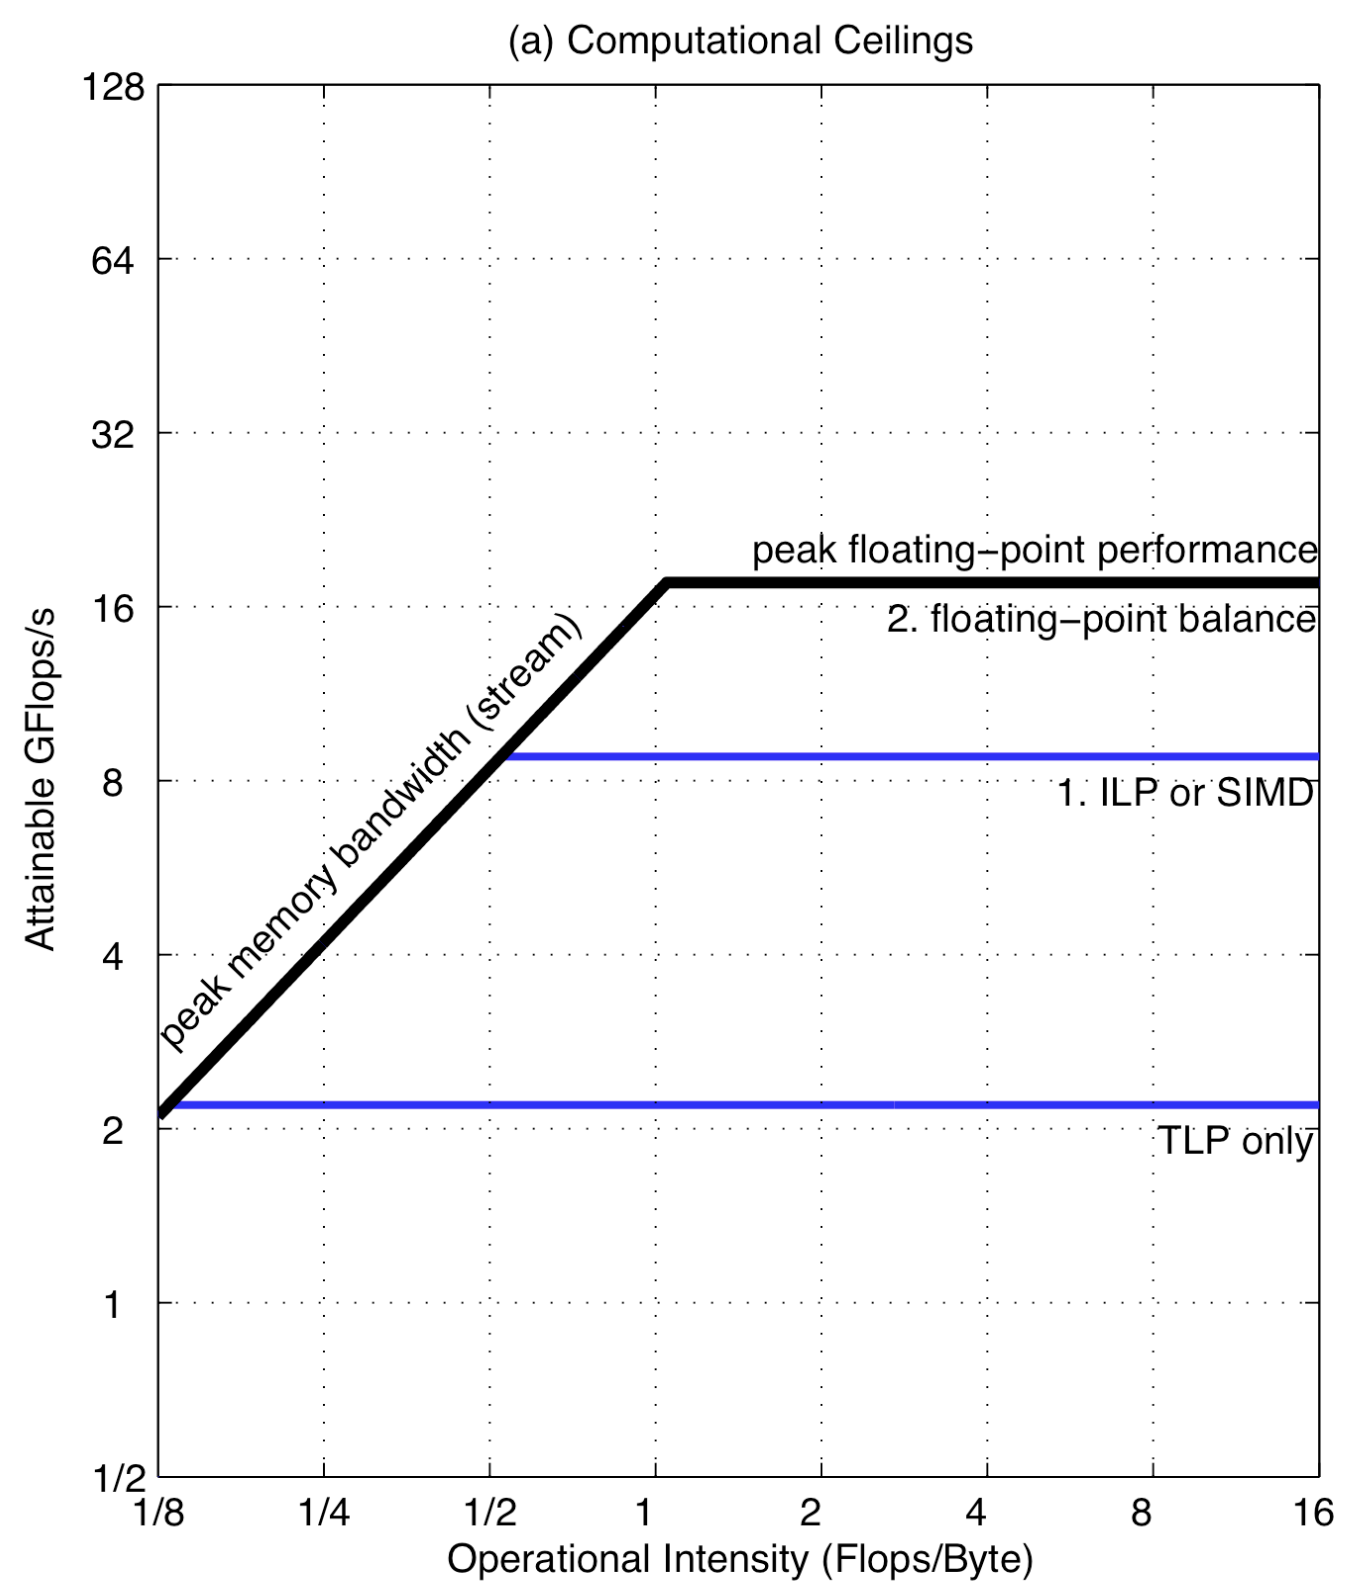 (a) Computational Ceilings
128
64
32
16
8
4
2
1
1/2
Attainable GFlops/s
peak floating−point performance
2. floating−point balance
peak memory bandwidth (stream)
1. ILP or SIMD
TLP only
1/8
1/4
1/2
1
2
4
8
16
Operational Intensity (Flops/Byte)